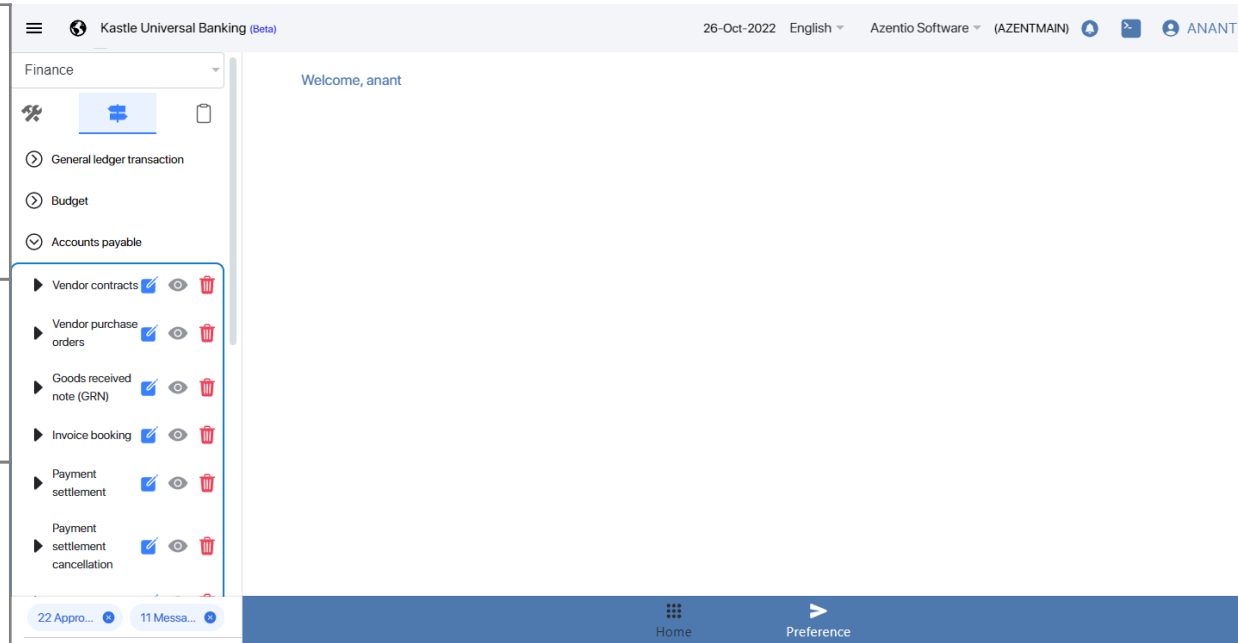 Kastle Universal Banking (Beta)
26-Oct-2022 English Azentio Software (AZENTMAIN) ANANT
Finance
Welcome, anant
General ledger transaction
Budget
Accounts payable
Vendor contracts
Vendor purchase
orders
Goods received
note (GRN)
Invoice booking
Payment
settlement
Payment
settlement
cancellation
22 Appro... 11 Messa...
Home Preference